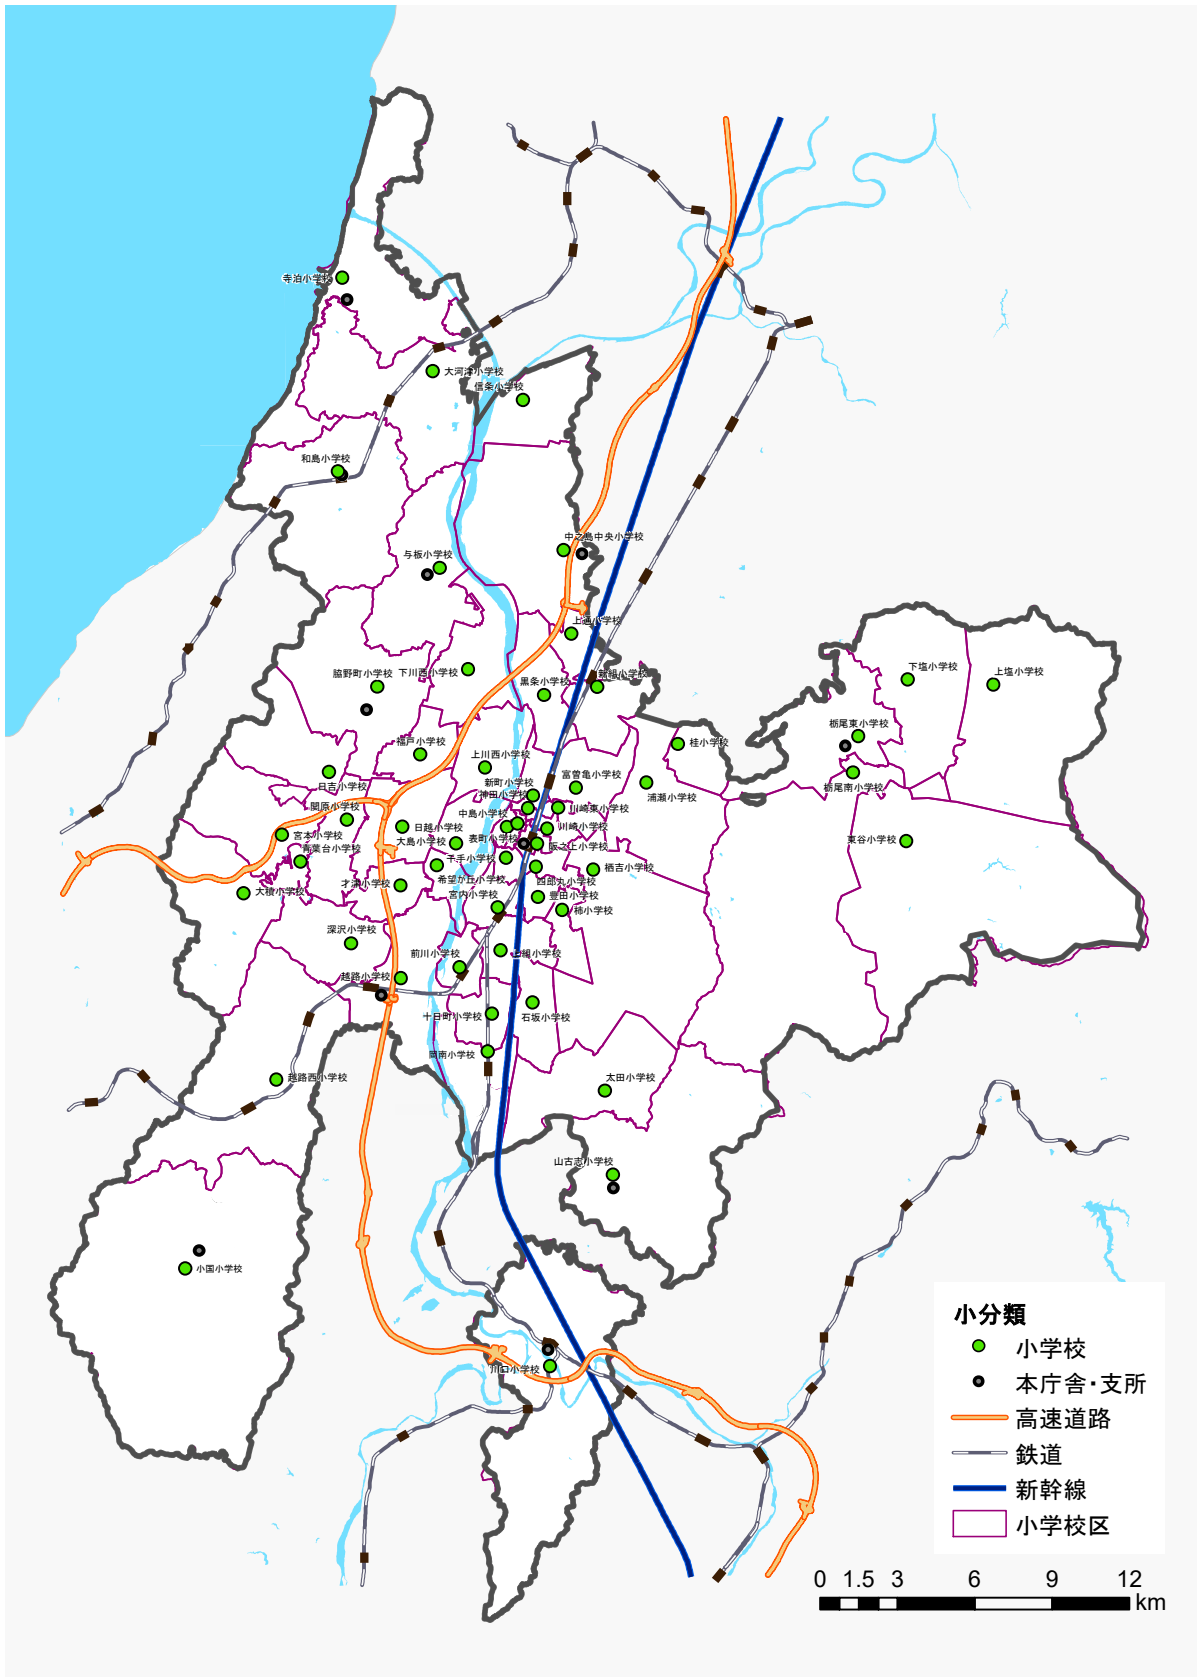 寺泊小学校
大河津小学校
信条小学校
和島小学校
中之島中央小学校
与板小学校
上通小学校
脇野町小学校
下川西小学校
黒条小学校
新組小学校
下塩小学校
上塩小学校
栃尾東小学校
桂小学校
福戸小学校
上川西小学校
富曽亀小学校
日吉小学校
新町小学校
神田小学校
浦瀬小学校
栃尾南小学校
関原小学校
川崎東小学校
中島小学校
日越小学校
川崎小学校
宮本小学校
大島小学校
表町小学校
阪之上小学校
東谷小学校
青葉台小学校
千手小学校
栖吉小学校
希望が丘小学校
四郎丸小学校
才津小学校
大積小学校
宮内小学校
豊田小学校
柿小学校
深沢小学校
前川小学校
上組小学校
越路小学校
十日町小学校
石坂小学校
岡南小学校
越路西小学校
太田小学校
山古志小学校
小国小学校
川口小学校
小分類
小学校
本庁舎・支所
高速道路
鉄道
新幹線
小学校区
0 1.5 3 6 9 12
km